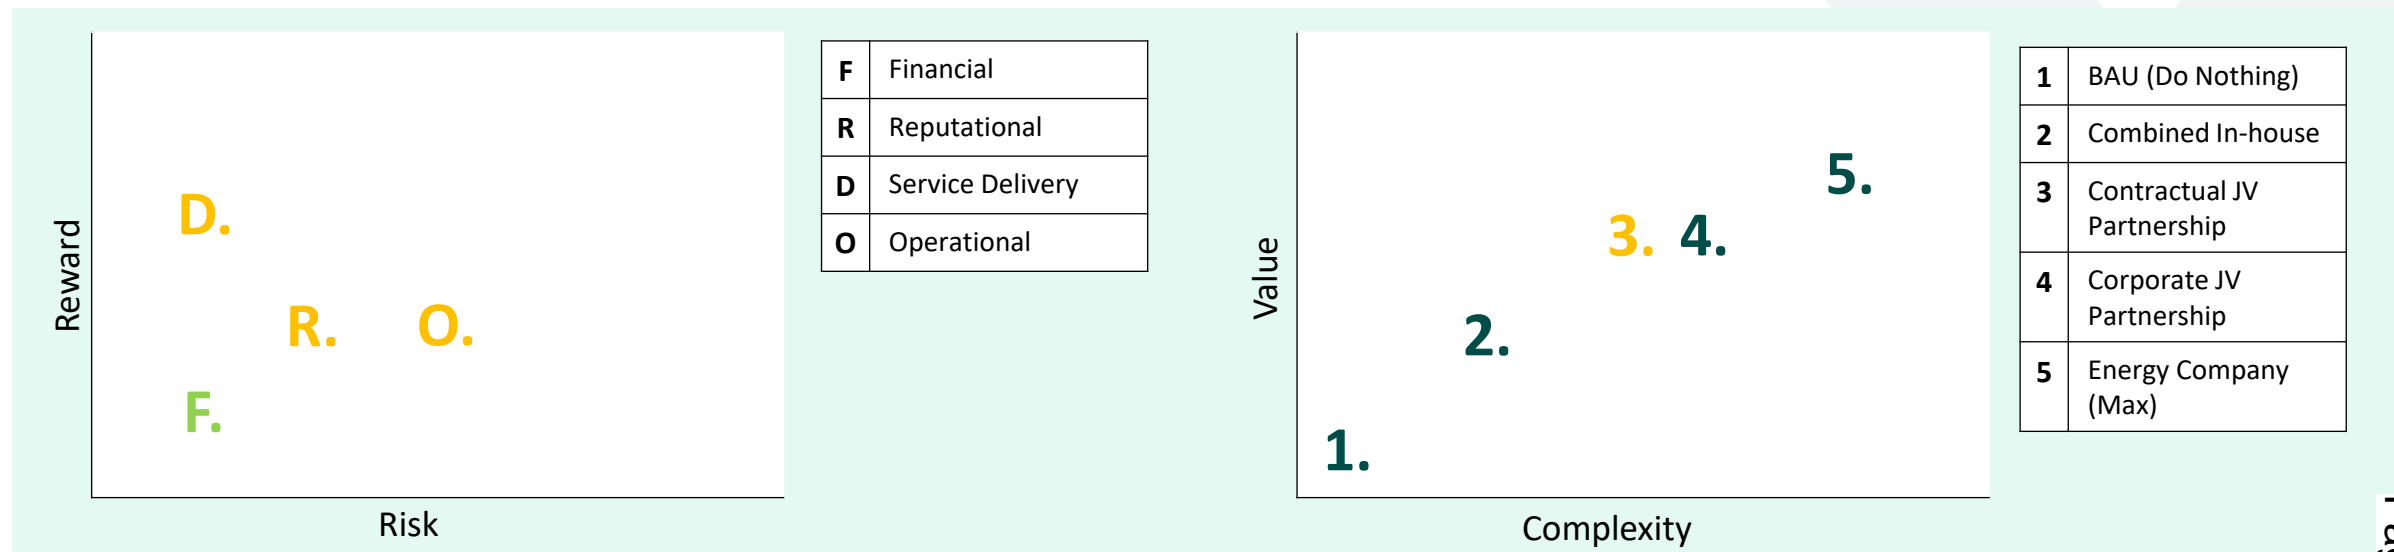 Reward
D.
R. O.
F.
Risk
F Financial
R Reputational
D Service Delivery
O Operational
Value
5.
3. 4.
2.
1.
Complexity
1 BAU (Do Nothing)
2 Combined In-house
3 Contractual JV
Partnership
4 Corporate JV
Partnership
5 Energy Company
(Max)